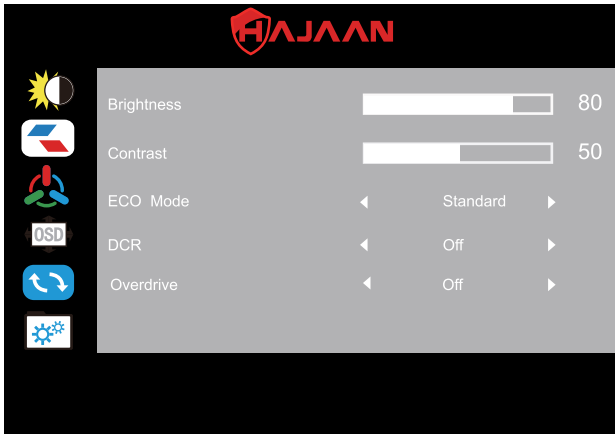 HAJAAN
Brightness 80
Contrast 50
ECO Mode Standard
DCR Off
OSD
Overdrive Off